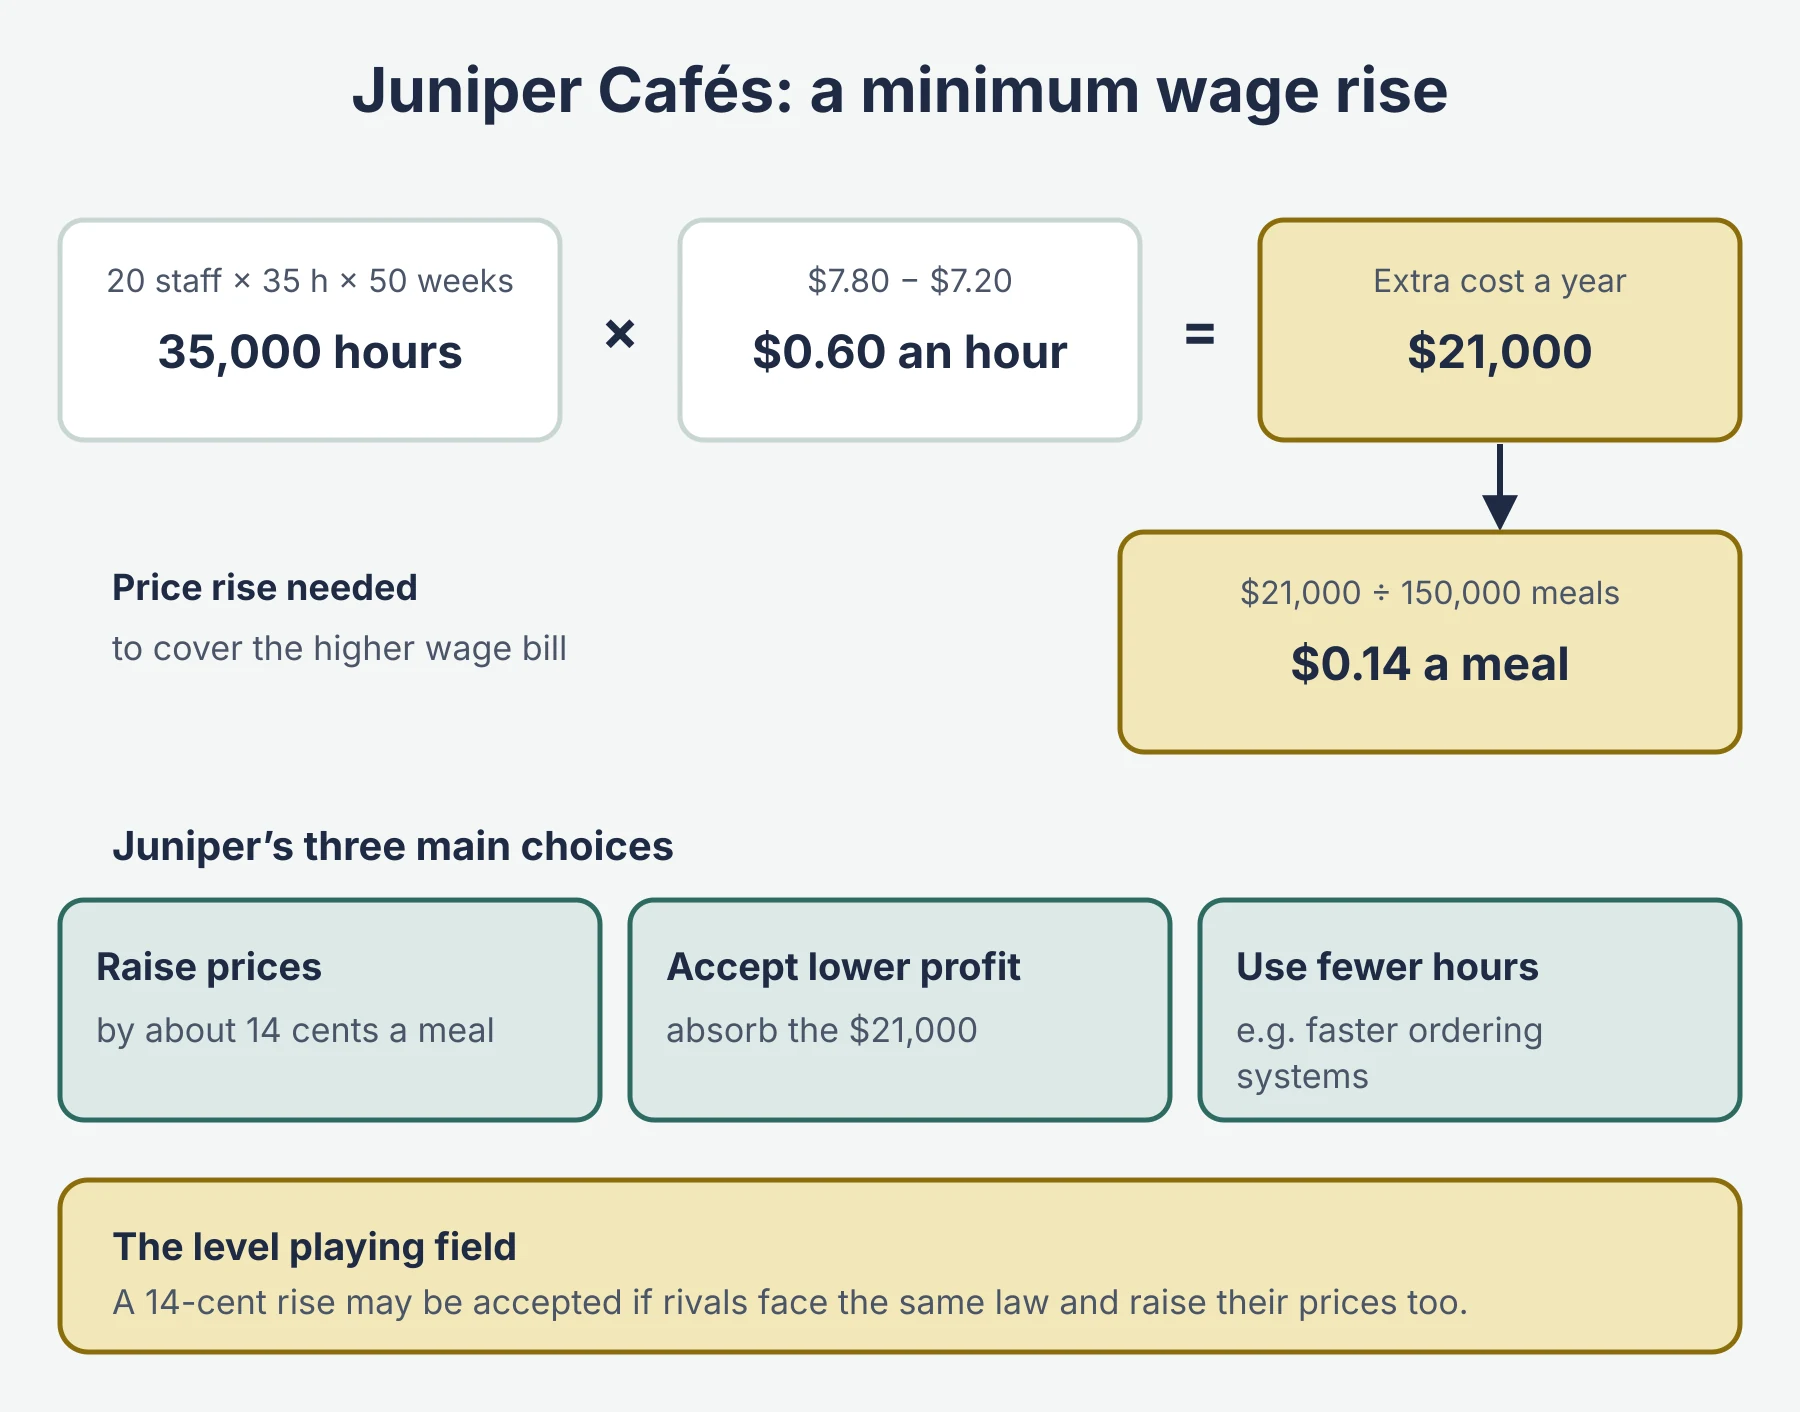 Juniper Cafés: a minimum wage rise
20 staff × 35 h × 50 weeks
35,000 hours
×
$7.80 − $7.20
$0.60 an hour
=
Extra cost a year
$21,000
Price rise needed
to cover the higher wage bill
$21,000 ÷ 150,000 meals
$0.14 a meal
Juniper’s three main choices
Raise prices
by about 14 cents a meal
Accept lower profit
absorb the $21,000
Use fewer hours
e.g. faster ordering
systems
The level playing field
A 14-cent rise may be accepted if rivals face the same law and raise their prices too.